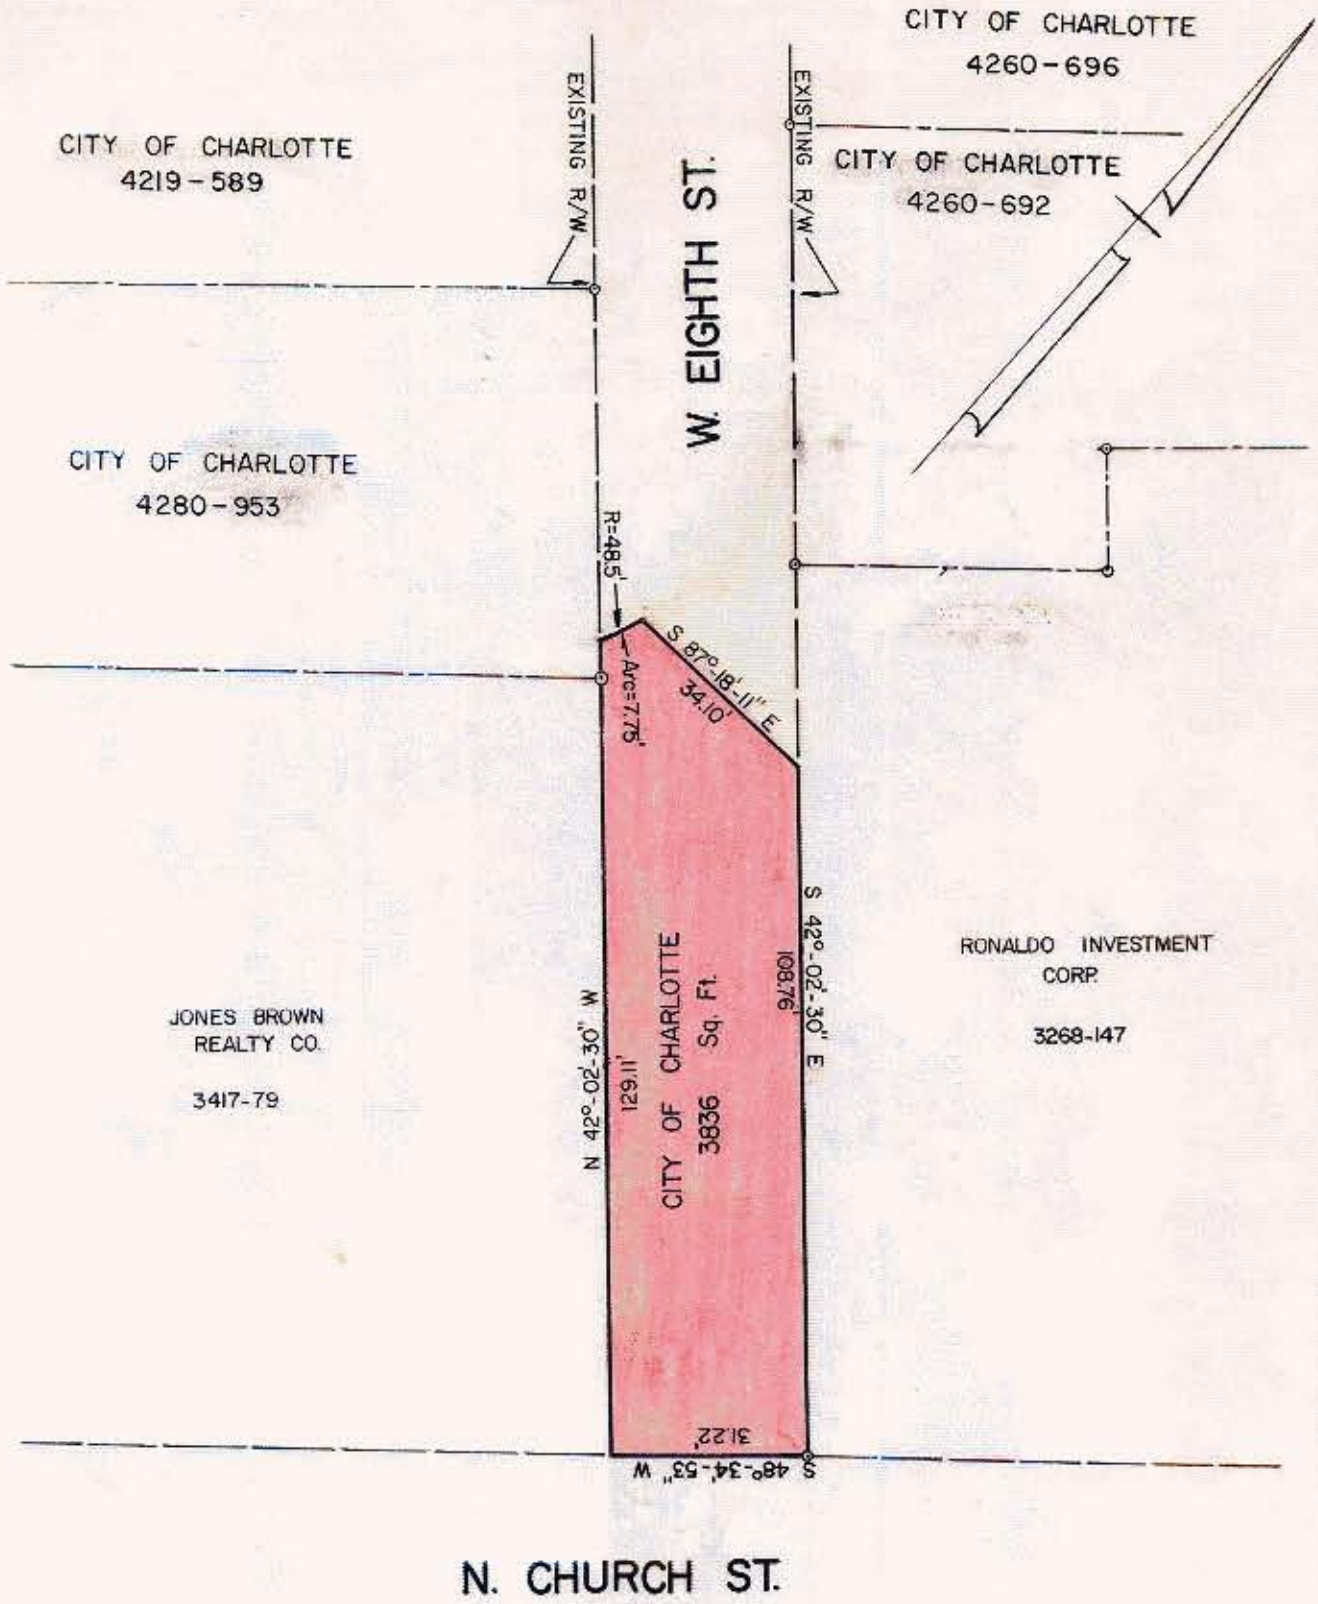 CITY OF CHARLOTTE
4260-696
CITY OF CHARLOTTE
4219-589
EXISTING R/W
W. EIGHTH ST.
EXISTING R/W
CITY OF CHARLOTTE
4260-692
CITY OF CHARLOTTE
4280-953
R=48.5'
Arc=7.75'
S 87°-18'-11" E
34.10'
S 42°-02'-30" E
108.76'
CITY OF CHARLOTTE
3836 Sq. Ft.
N 42°-02'-30" W
129.11'
RONALDO INVESTMENT
CORP.
3268-147
JONES BROWN
REALTY CO.
3417-79
31.22'
S 48°-34'-53" W
N. CHURCH ST.